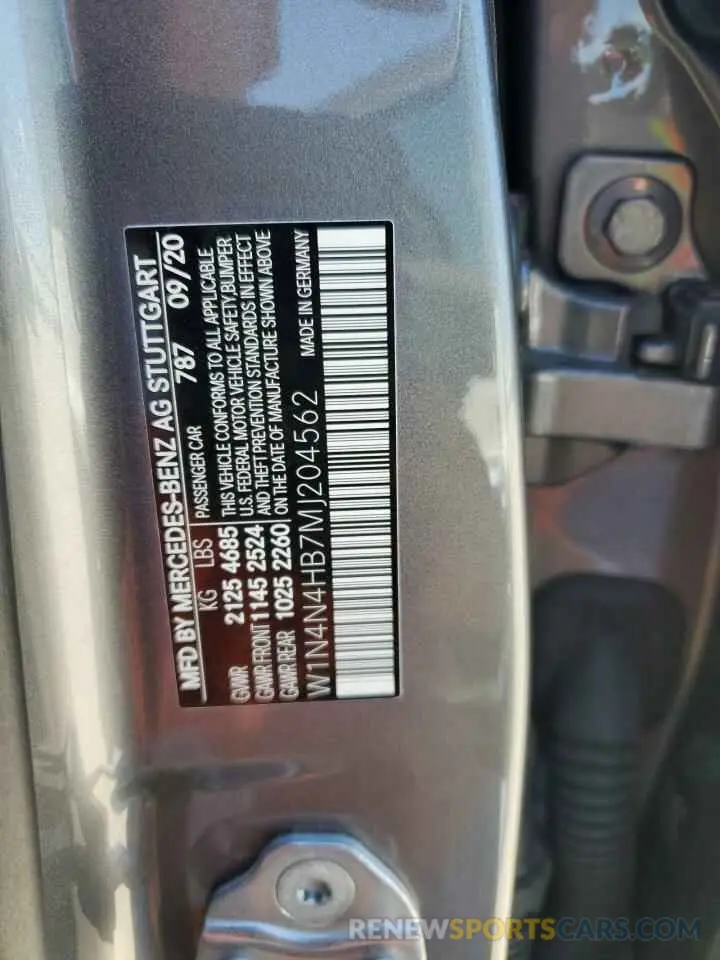 MFD BY MERCEDES-BENZ AG STUTTGART
787 09/20
KG LBS PASSENGER CAR
GVWR 2125 4685 THIS VEHICLE CONFORMS TO ALL APPLICABLE
U.S. FEDERAL MOTOR VEHICLE SAFETY, BUMPER
GAWR FRONT 1145 2524 AND THEFT PREVENTION STANDARDS IN EFFECT
GAWR REAR 1025 2260 ON THE DATE OF MANUFACTURE SHOWN ABOVE
W1N4N4HB7MJ204562 MADE IN GERMANY
RENEWSPORTSCARS.COM